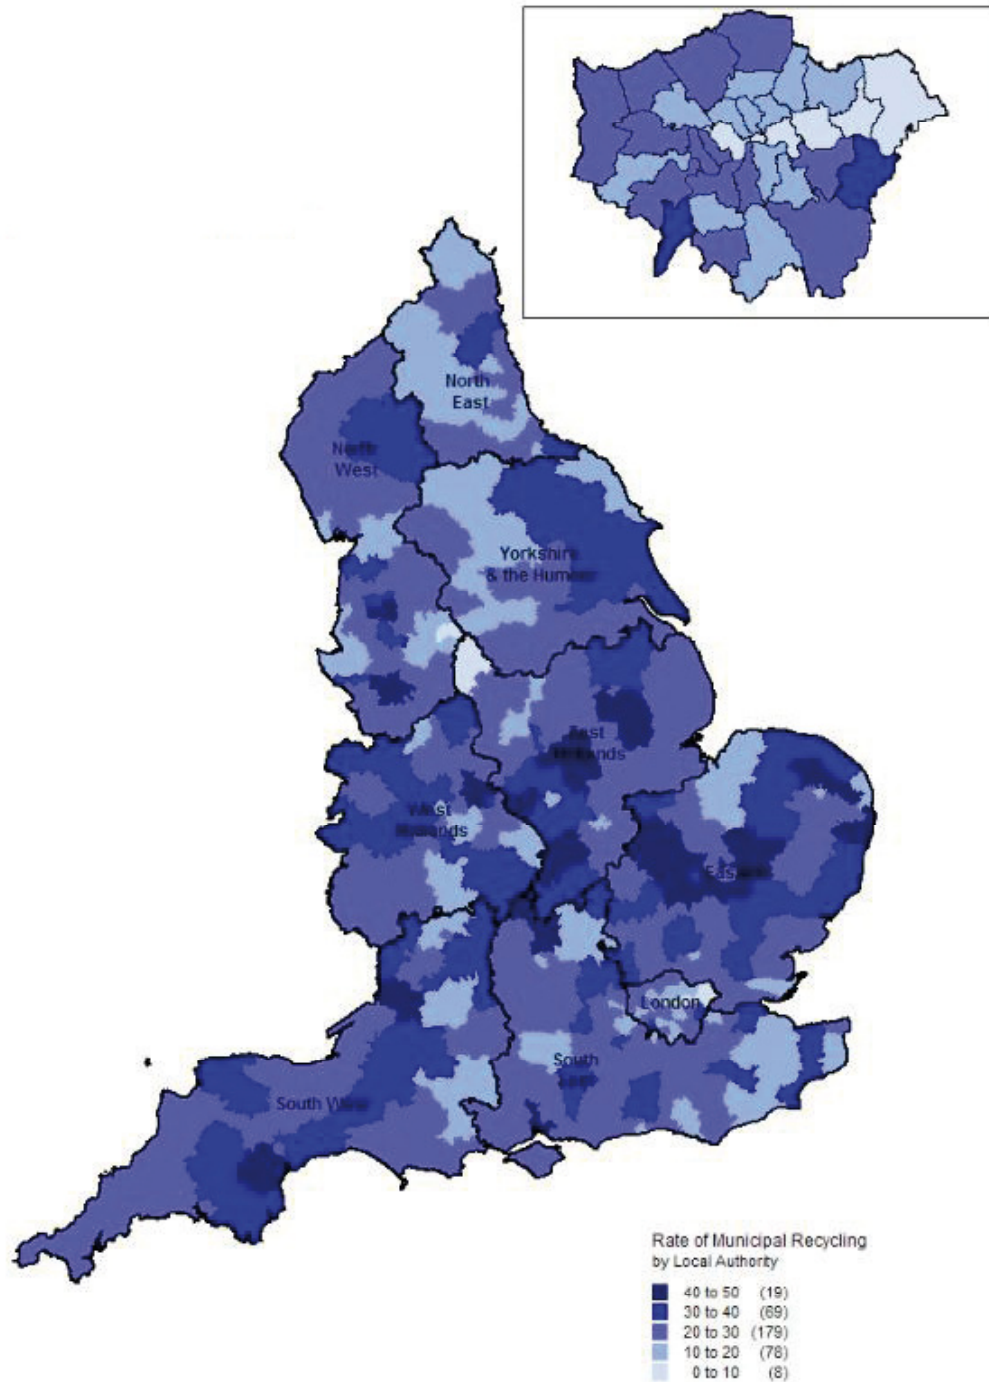 North
East
North
West
Yorkshire
& the Humber
East
Midlands
West
Midlands
London
South
South West
Rate of Municipal Recycling
by Local Authority
40 to 50 (19)
30 to 40 (69)
20 to 30 (179)
10 to 20 (78)
0 to 10 (8)